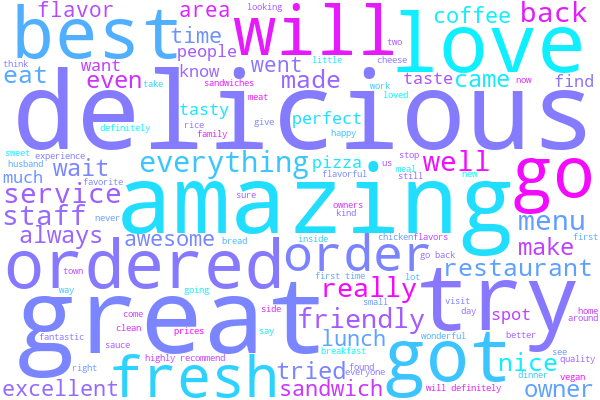 flavor area looking coffee back
best will love
time people
two
think want know went little cheese
eat even sandwiches made taste came now find
take meat work loved
delicious
tasty rice give perfect
definitely family happy
sweet experience everything pizza us stop well go
husband wait flavorful meal
much favorite still new
service sure
amazing
staff never owners kind menu
always awesome bread inside chicken flavors first
order make
ordered go back restaurant
town first time lot
way going really try
great small visit home
come side friendly day spot around
clean prices
fantastic say lunch wonderful better
sauce breakfast got see
right highly recommend fresh tried found nice quality
everyone dinner vegan
excellent sandwich will definitely owner